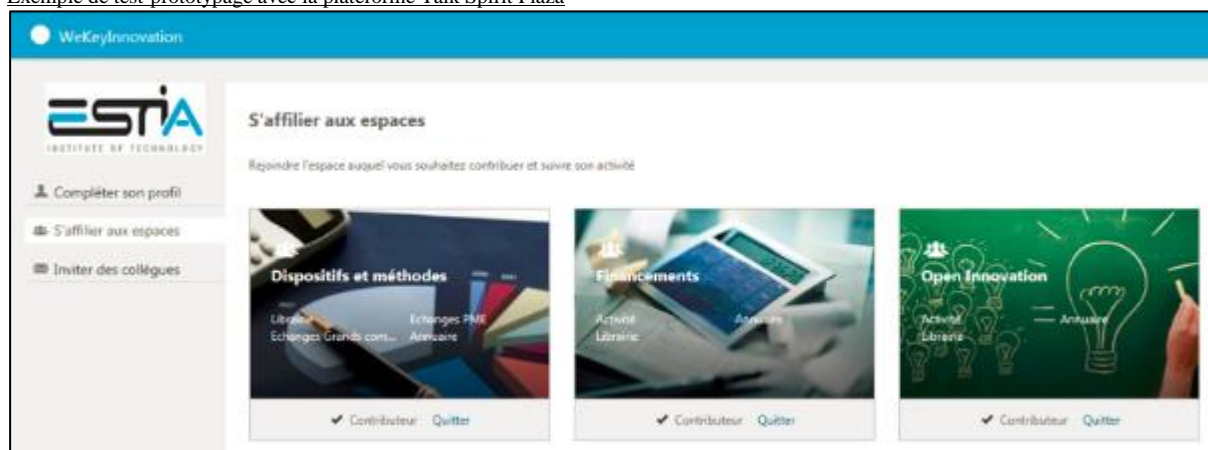 Exemple de test-prototypage avec la plateforme Talk Spirit Plaza
WeKeyInnovation
ESTIA
INSTITUTE OF TECHNOLOGY
Compléter son profil
S'affilier aux espaces
Inviter des collègues
S'affilier aux espaces
Rejoindre l'espace auquel vous souhaitez contribuer et suivre son activité
Dispositifs et méthodes
Librairie Echanges PME
Echanges Grands com... Annuaire
Contributeur Quitter
Financements
Activité Annuaire
Librairie
Contributeur Quitter
Open Innovation
Activité Annuaire
Librairie
Contributeur Quitter